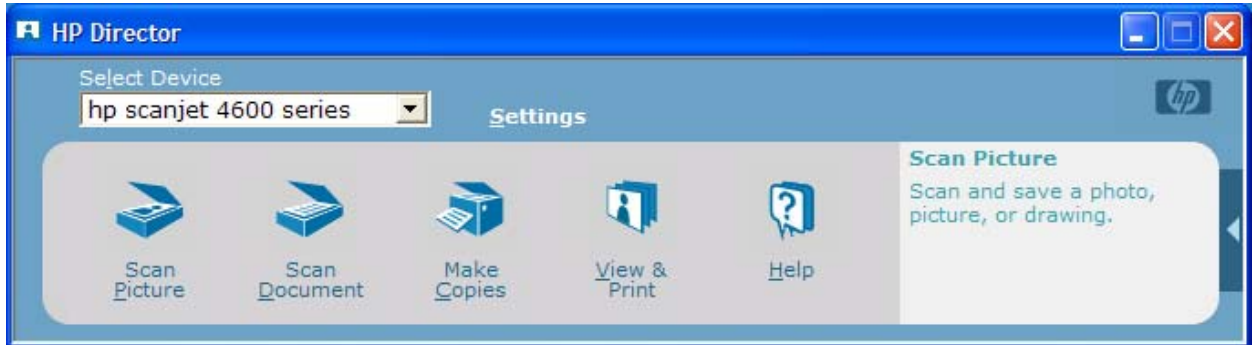 HP Director
Select Device
hp scanjet 4600 series
Settings
hp
Scan Picture
Scan and save a photo,
picture, or drawing.
Scan
Picture
Scan
Document
Make
Copies
View &
Print
Help